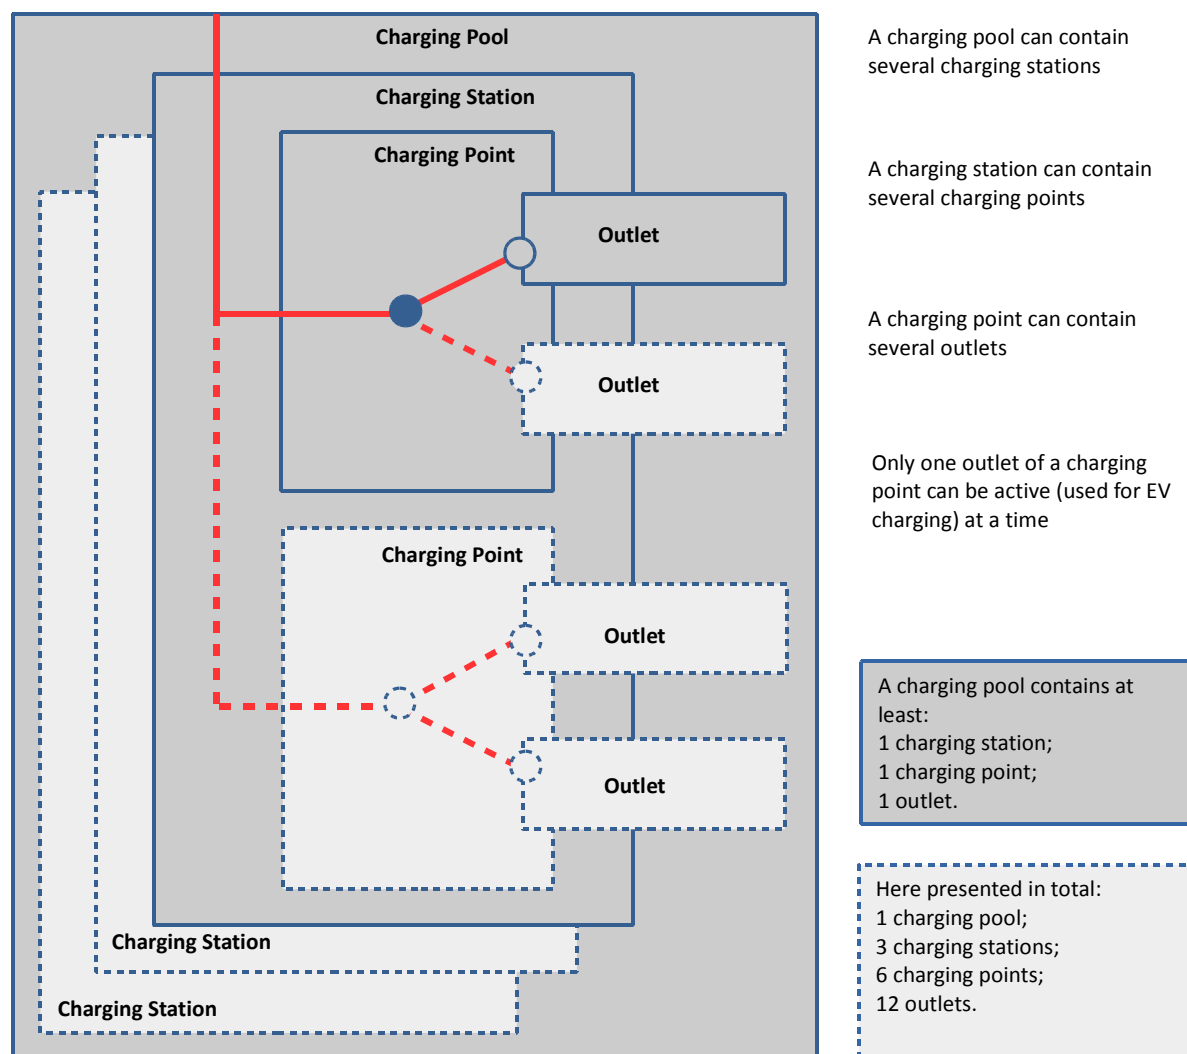 Charging Pool
Charging Station
Charging Point
Outlet
Outlet
Charging Point
Outlet
Outlet
Charging Station
Charging Station
A charging pool can contain
several charging stations
A charging station can contain
several charging points
A charging point can contain
several outlets
Only one outlet of a charging
point can be active (used for EV
charging) at a time
A charging pool contains at
least:
1 charging station;
1 charging point;
1 outlet.
Here presented in total:
1 charging pool;
3 charging stations;
6 charging points;
12 outlets.